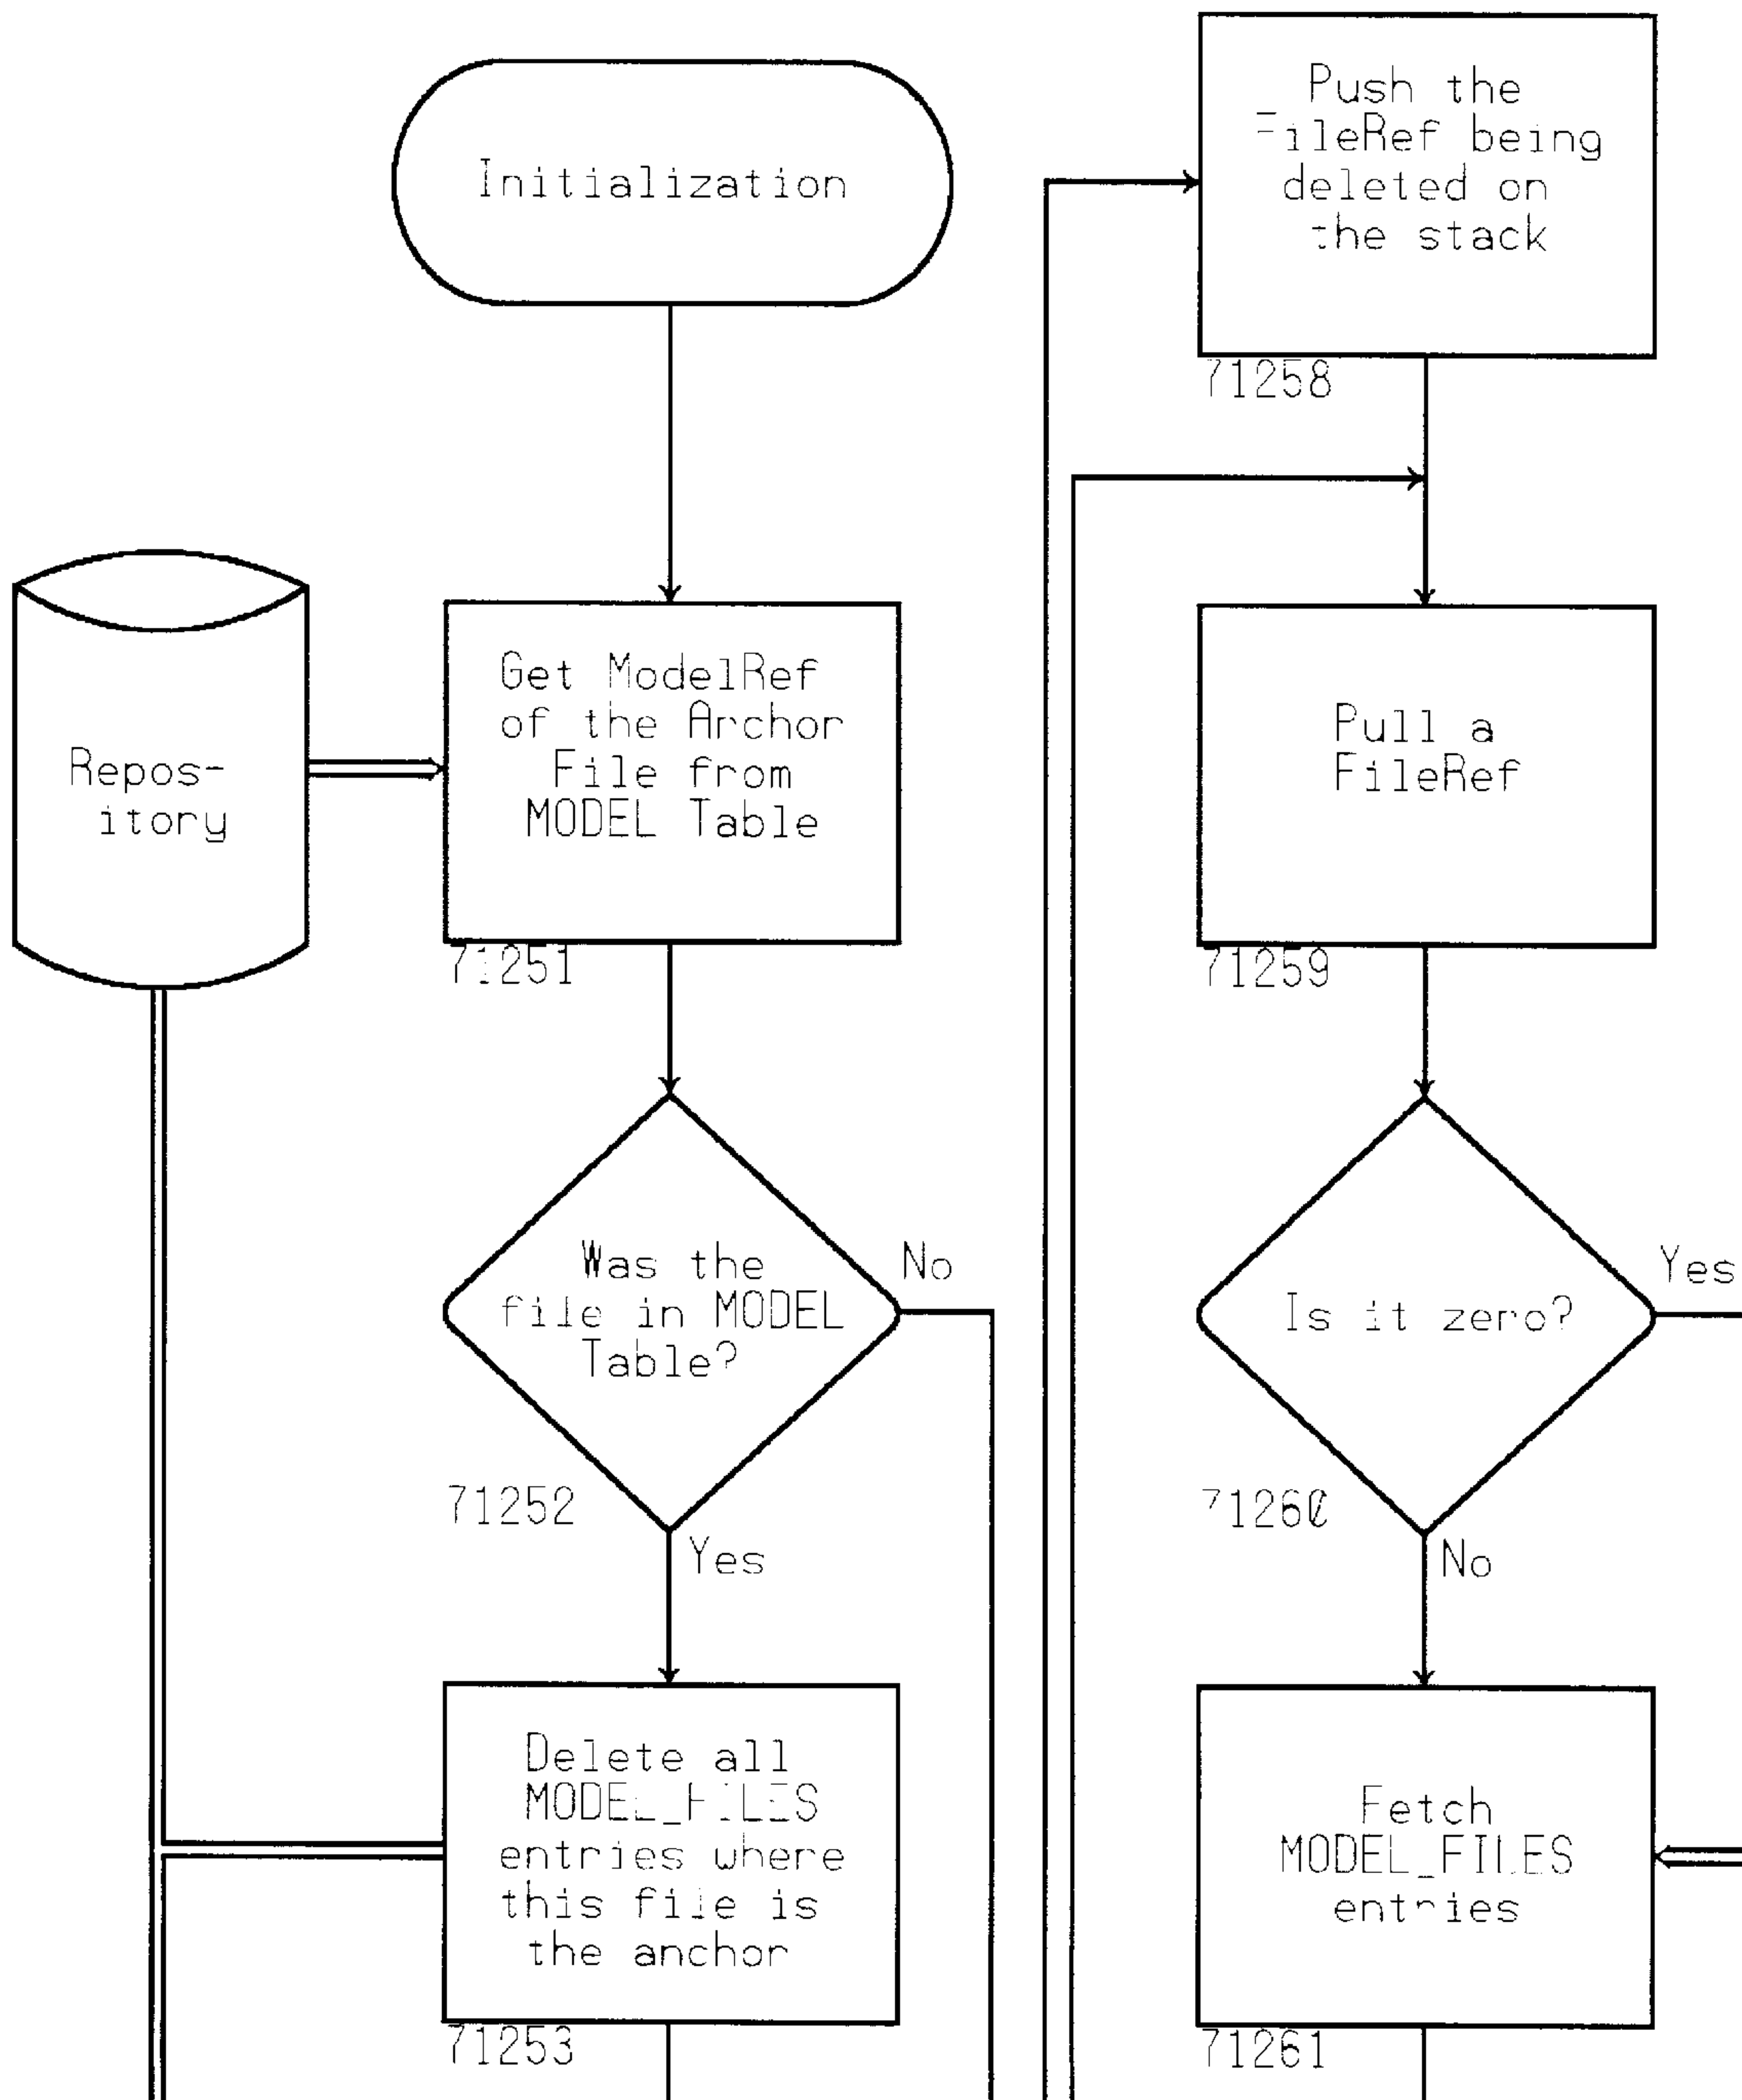 Initialization
Repos-
itory
Get ModelRef
of the Anchor
File from
MODEL Table
71251
Was the
file in MODEL
Table?
No
71252
Yes
Delete all
MODEL_FILES
entries where
this file is
the anchor
71253
Push the
FileRef being
deleted on
the stack
71258
Pull a
FileRef
71259
Is it zero?
Yes
71260
No
Fetch
MODEL_FILES
entries
71261